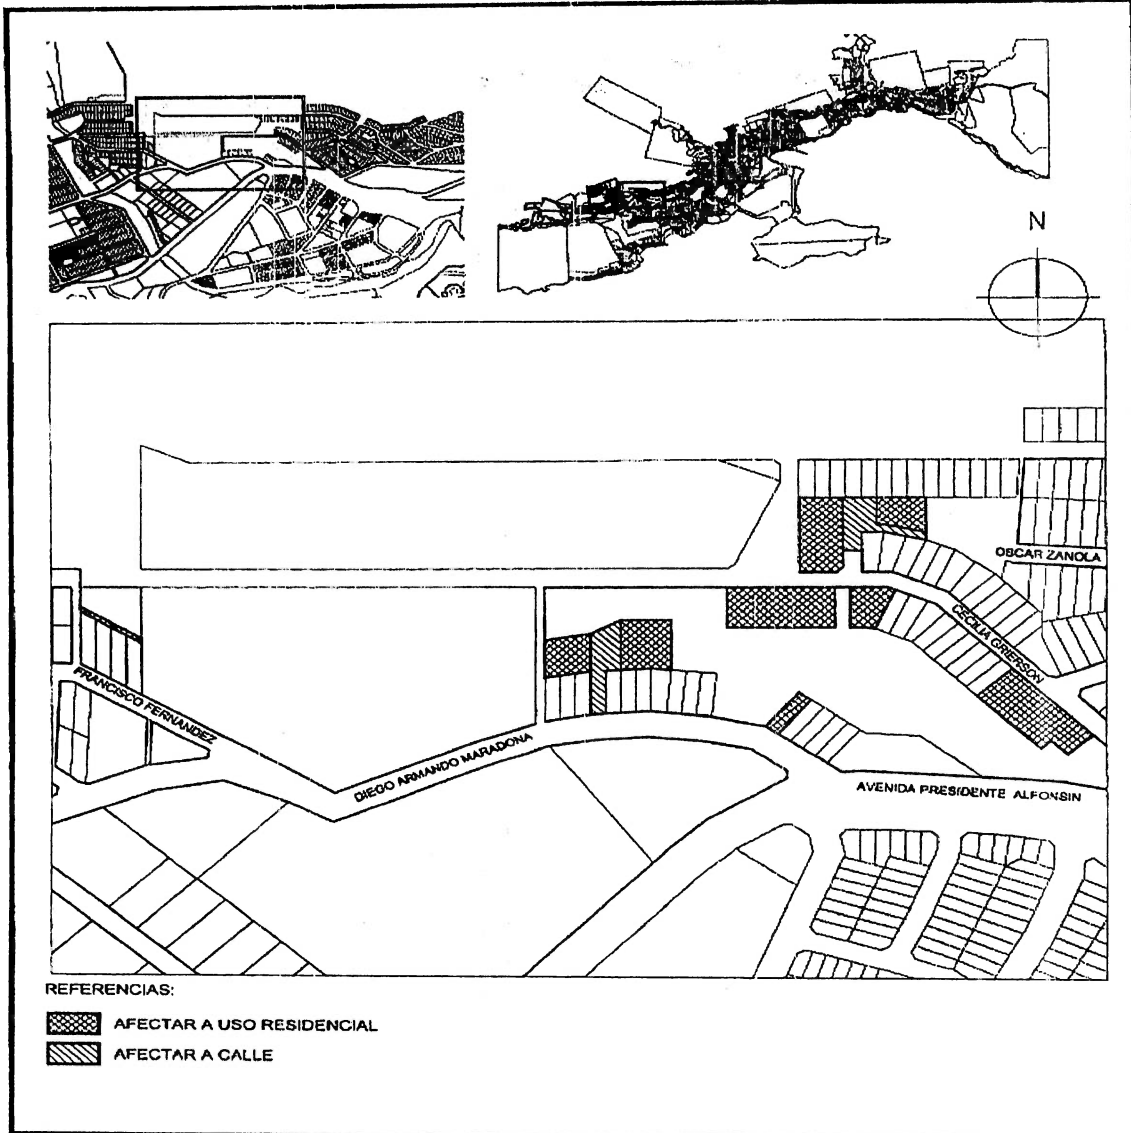 N
OSCAR ZANOLA
CECILIA GRIERSON
FRANCISCO FERNANDEZ
DIEGO ARMANDO MARADONA
AVENIDA PRESIDENTE ALFONSIN
REFERENCIAS:
AFECTAR A USO RESIDENCIAL
AFECTAR A CALLE